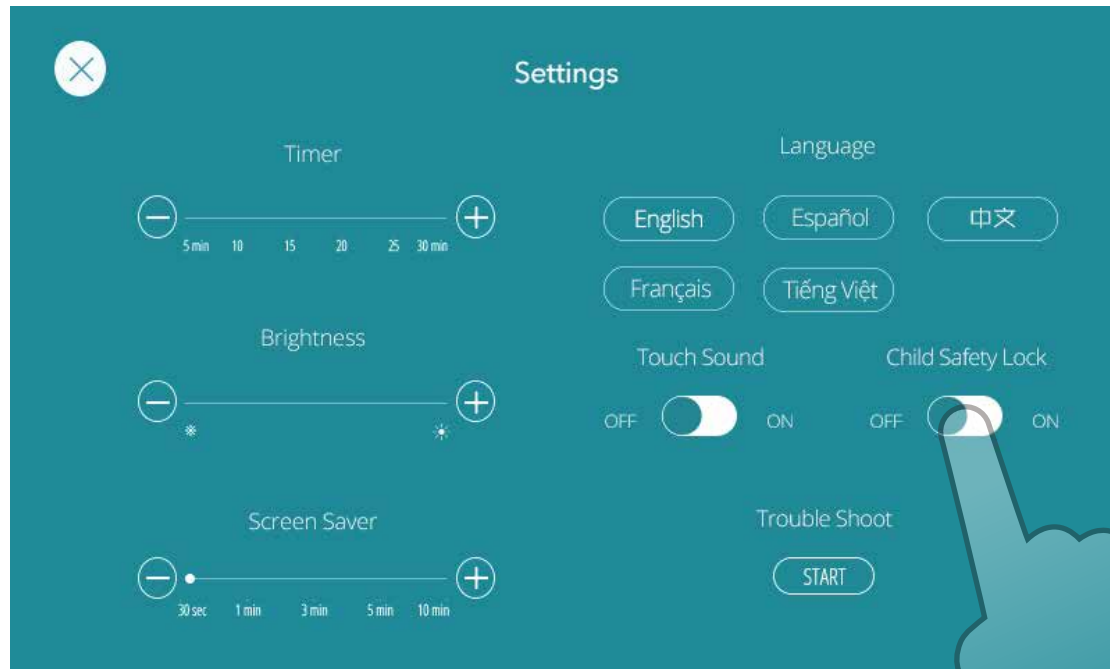 Settings
Timer
5 min 10 15 20 25 30 min
Brightness
Screen Saver
30 sec 1 min 3 min 5 min 10 min
Language
English Español 中文
Français Tiếng Việt
Touch Sound Child Safety Lock
OFF ON OFF ON
Trouble Shoot
START